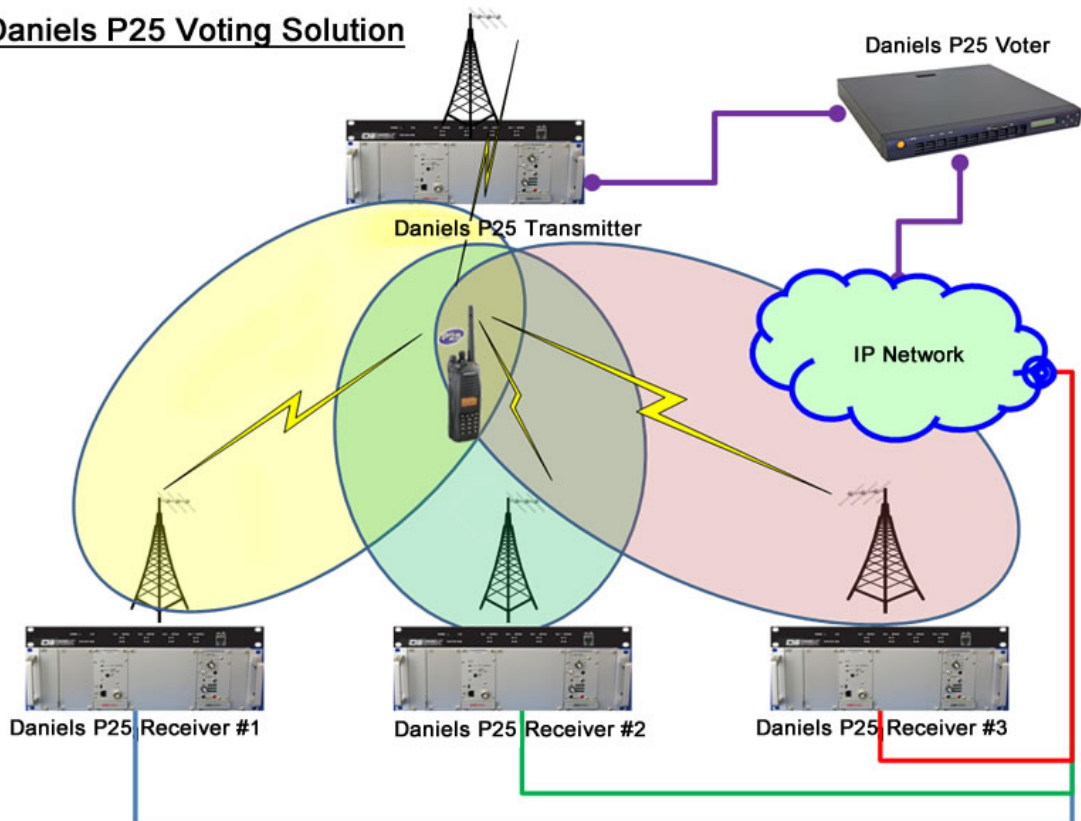 Daniels P25 Voting Solution
Daniels P25 Voter
Daniels P25 Transmitter
P25
IP Network
Daniels P25 Receiver #1
Daniels P25 Receiver #2
Daniels P25 Receiver #3